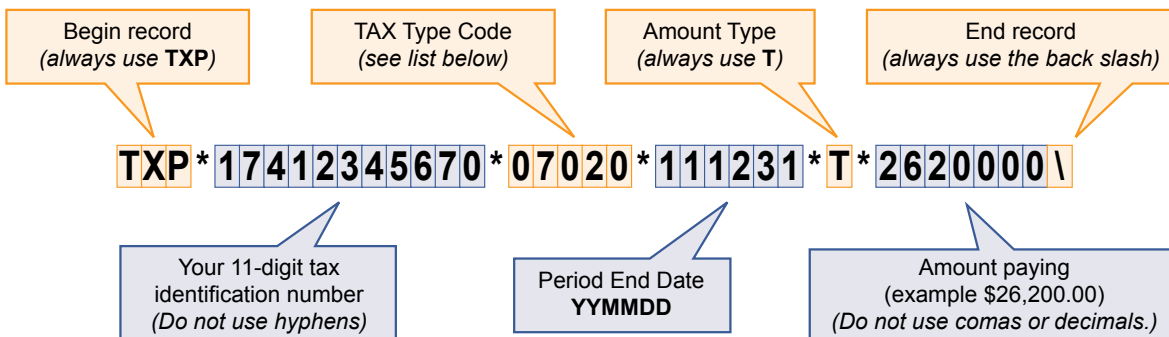 Begin record
(always use TXP)
TAX Type Code
(see list below)
Amount Type
(always use T)
End record
(always use the back slash)
TXP*17412345670*07020*111231*T*2620000\
Your 11-digit tax
identification number
(Do not use hyphens)
Period End Date
YYMMDD
Amount paying
(example $26,200.00)
(Do not use comas or decimals.)